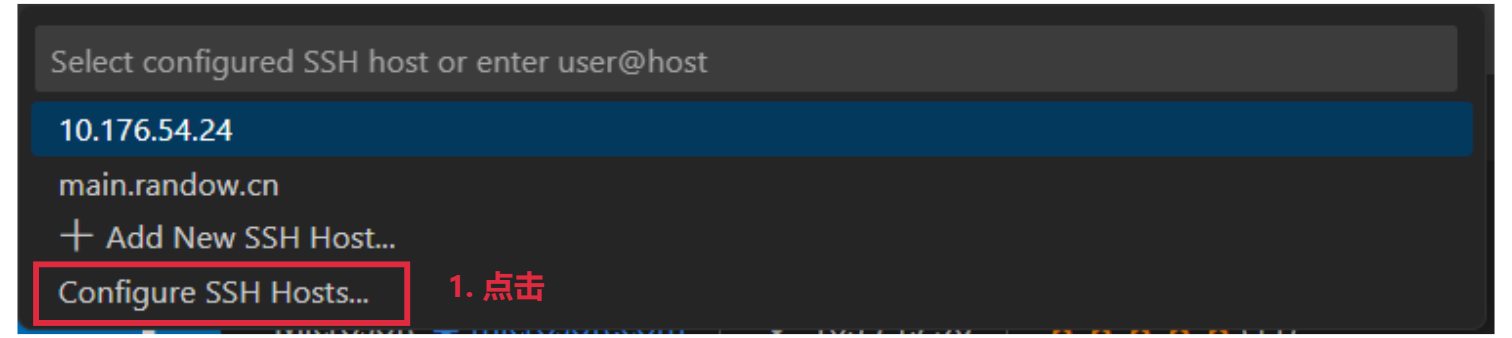 Select configured SSH host or enter user@host
10.176.54.24
main.randow.cn
+ Add New SSH Host...
Configure SSH Hosts...
1. 点击